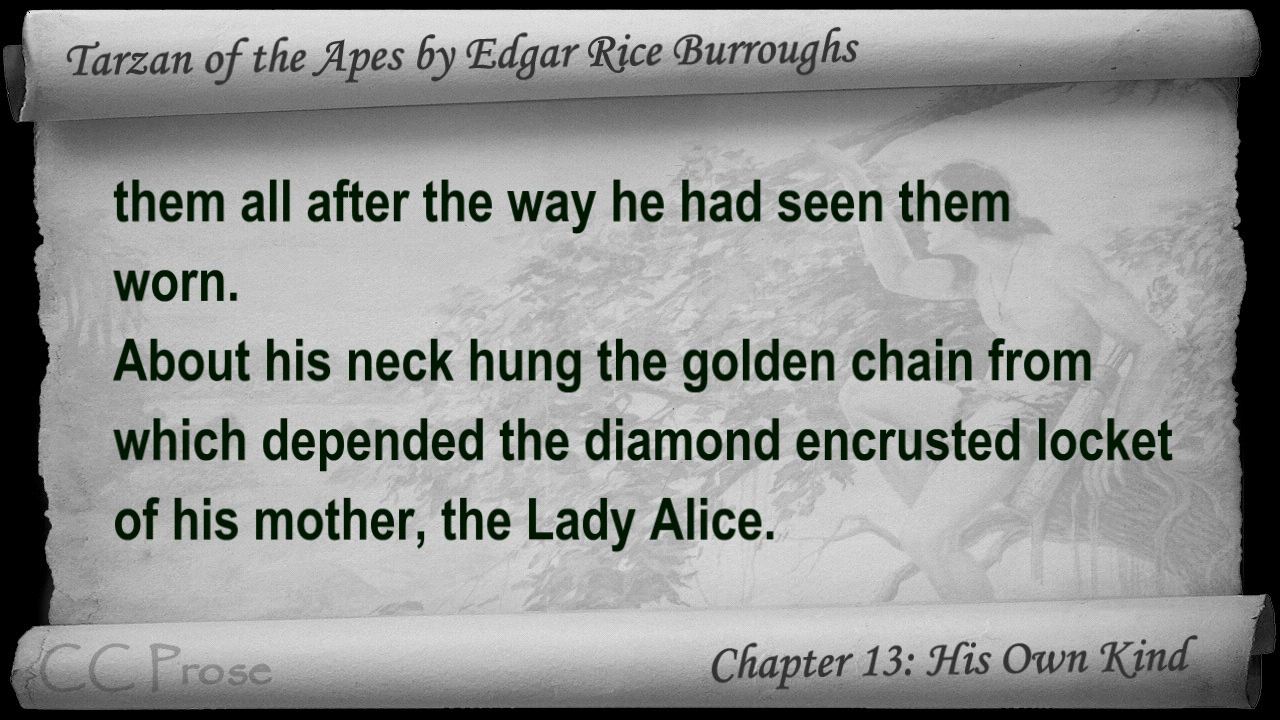 Tarzan of the Apes by Edgar Rice Burroughs
them all after the way he had seen them
worn.
About his neck hung the golden chain from
which depended the diamond encrusted locket
of his mother, the Lady Alice.
CC Prose
Chapter 13: His Own Kind